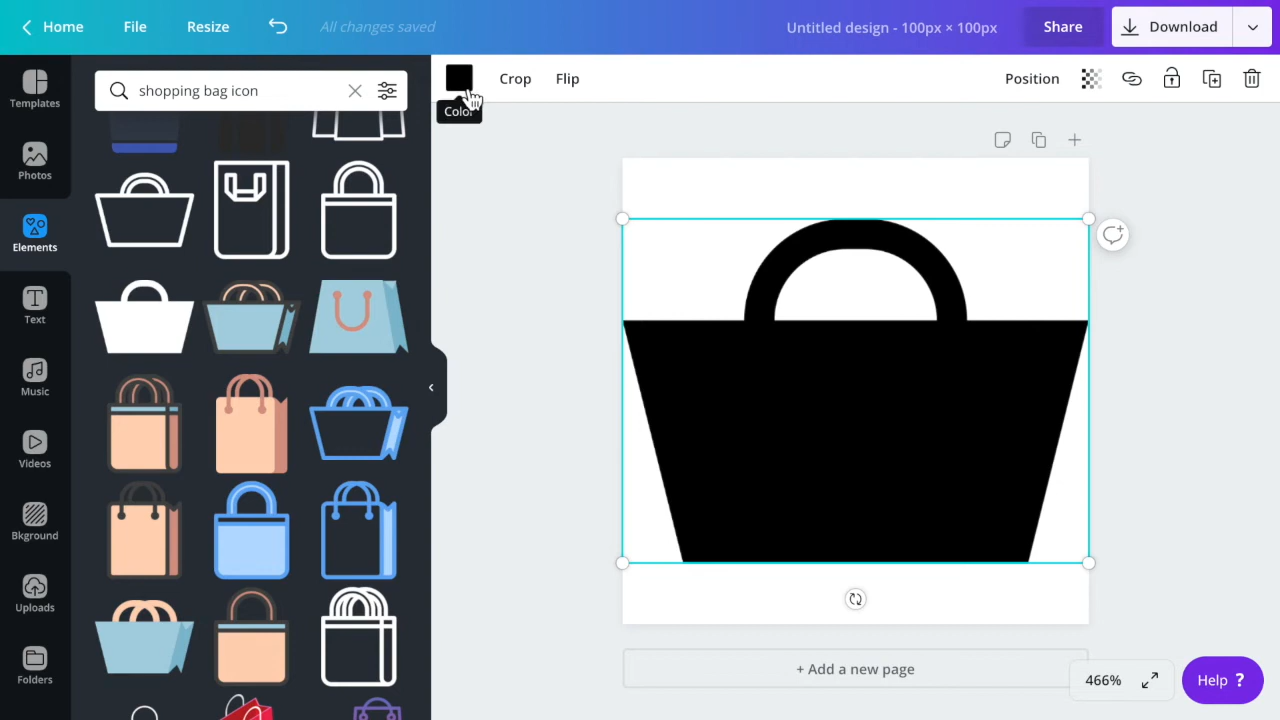 Home File Resize All changes saved Untitled design - 100px × 100px Share Download
Templates
Photos
Elements
Text
Music
Videos
Bkground
Uploads
Folders
shopping bag icon
Crop Flip Position
Color
+ Add a new page
466%
Help ?